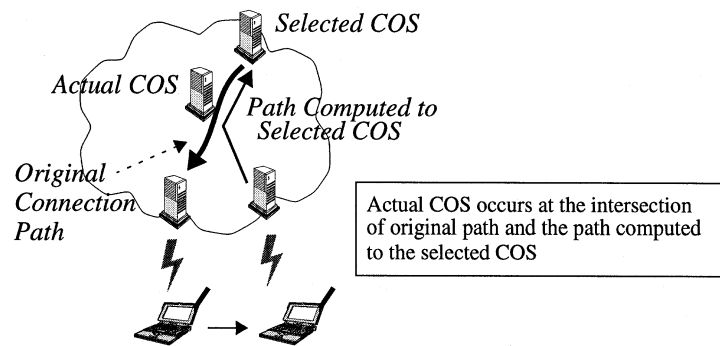 Selected COS
Actual COS
Path Computed to
Selected COS
Original
Connection
Path
Actual COS occurs at the intersection
of original path and the path computed
to the selected COS